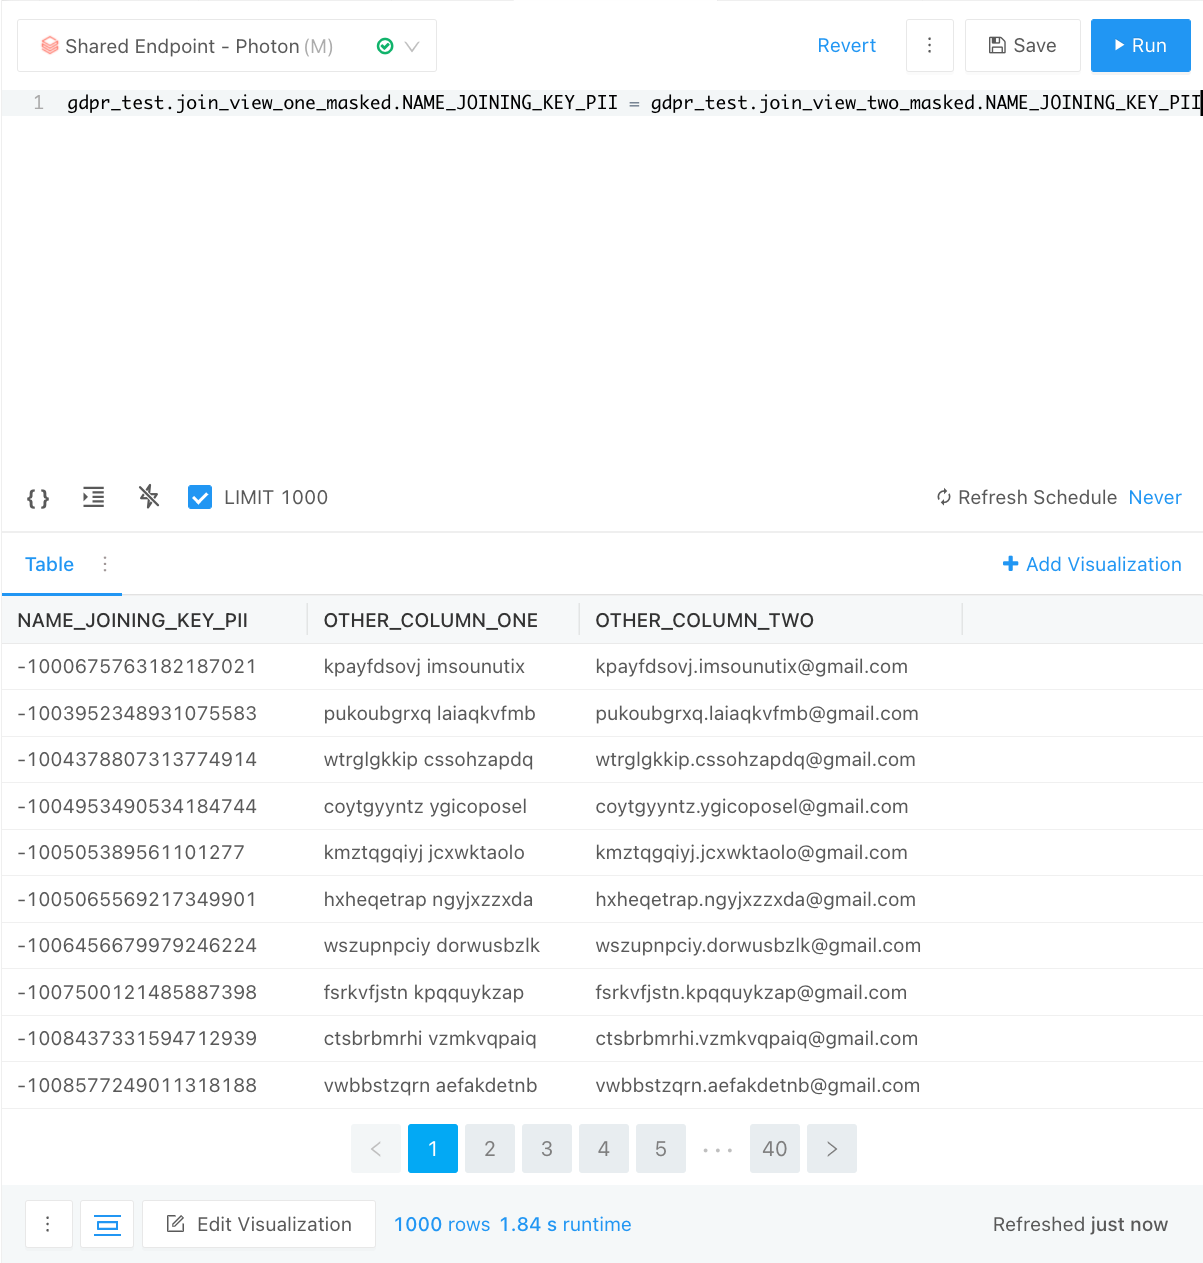 Shared Endpoint - Photon (M)
Revert
Save
Run
1 gdpr_test.join_view_one_masked.NAME_JOINING_KEY_PII = gdpr_test.join_view_two_masked.NAME_JOINING_KEY_PII
{} LIMIT 1000
Refresh Schedule Never
Table
Add Visualization
NAME_JOINING_KEY_PII OTHER_COLUMN_ONE OTHER_COLUMN_TWO
-1000675763182187021 kpayfdsovj imsounutix kpayfdsovj.imsounutix@gmail.com
-1003952348931075583 pukoubgrxq laiaqkvfmb pukoubgrxq.laiaqkvfmb@gmail.com
-1004378807313774914 wtrglgkkip cssohzapdq wtrglgkkip.cssohzapdq@gmail.com
-1004953490534184744 coytgyyntz ygicoposel coytgyyntz.ygicoposel@gmail.com
-100505389561101277 kmztqgqiyj jcxwktaolo kmztqgqiyj.jcxwktaolo@gmail.com
-1005065569217349901 hxheqetrap ngyjxzzxda hxheqetrap.ngyjxzzxda@gmail.com
-1006456679979246224 wszupnpciy dorwusbzlk wszupnpciy.dorwusbzlk@gmail.com
-1007500121485887398 fsrkvfjstn kpqquykzap fsrkvfjstn.kpqquykzap@gmail.com
-1008437331594712939 ctsbrbmrhi vzmkvqpaiq ctsbrbmrhi.vzmkvqpaiq@gmail.com
-1008577249011318188 vwbbstzqrn aefakdetnb vwbbstzqrn.aefakdetnb@gmail.com
< 1 2 3 4 5 ••• 40 >
Edit Visualization 1000 rows 1.84 s runtime Refreshed just now